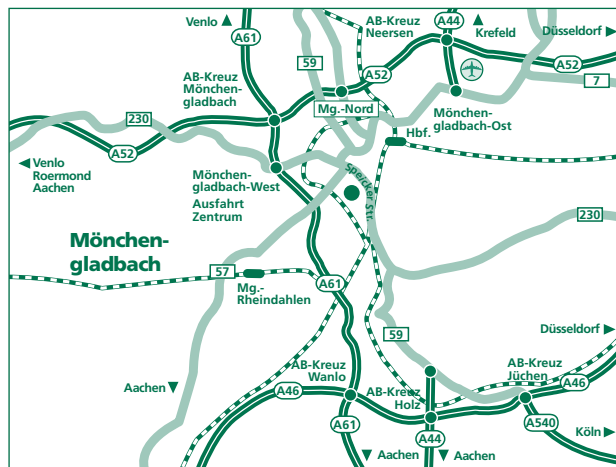 Venlo
A61
59
AB-Kreuz
Neersen
A44
Krefeld
Düsseldorf
A52
A52
7
AB-Kreuz
Mönchen-
gladbach
Mg.-Nord
Mönchen-
gladbach-Ost
230
Hbf.
A52
Venlo
Roermond
Aachen
Mönchen-
gladbach-West
Ausfahrt
Zentrum
Speicker Str.
230
Mönchen-
gladbach
57
Mg.-
Rheindahlen
A61
59
Düsseldorf
AB-Kreuz
Jüchen
AB-Kreuz
Wanlo
Aachen
A46
AB-Kreuz
Holz
A46
A61
A44
A540
Köln
Aachen
Aachen